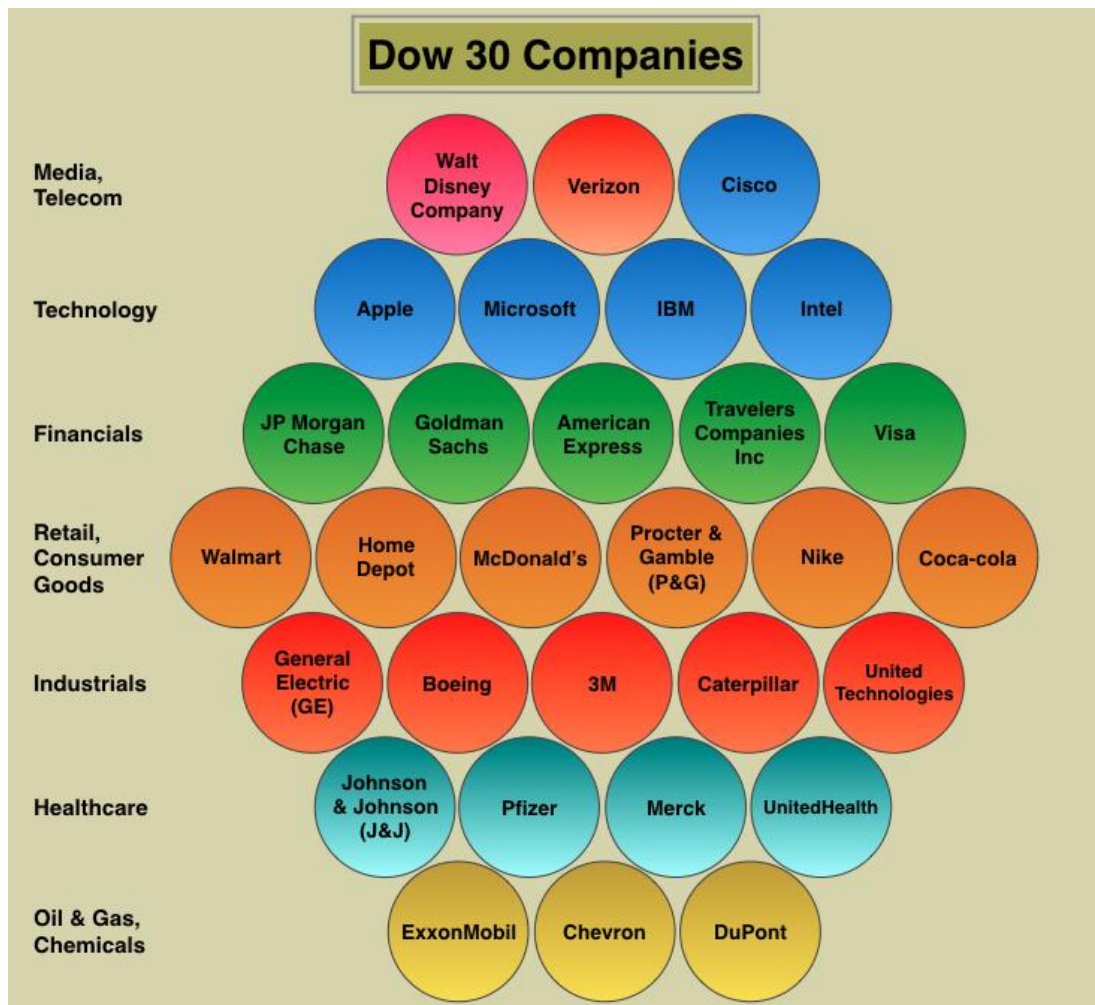 Dow 30 Companies
Media,
Telecom
Walt
Disney
Company
Verizon
Cisco
Technology
Apple
Microsoft
IBM
Intel
Financials
JP Morgan
Chase
Goldman
Sachs
American
Express
Travelers
Companies
Inc
Visa
Retail,
Consumer
Goods
Walmart
Home
Depot
McDonald's
Procter &
Gamble
(P&G)
Nike
Coca-cola
Industrials
General
Electric
(GE)
Boeing
3M
Caterpillar
United
Technologies
Healthcare
Johnson
& Johnson
(J&J)
Pfizer
Merck
UnitedHealth
Oil & Gas,
Chemicals
ExxonMobil
Chevron
DuPont